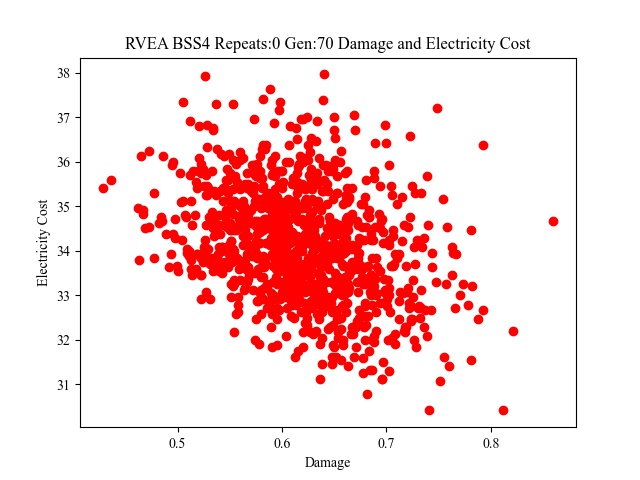 RVEA BSS4 Repeats:0 Gen:70 Damage and Electricity Cost
38
37
36
35
34
33
32
31
Electricity Cost
0.5 0.6 0.7 0.8
Damage